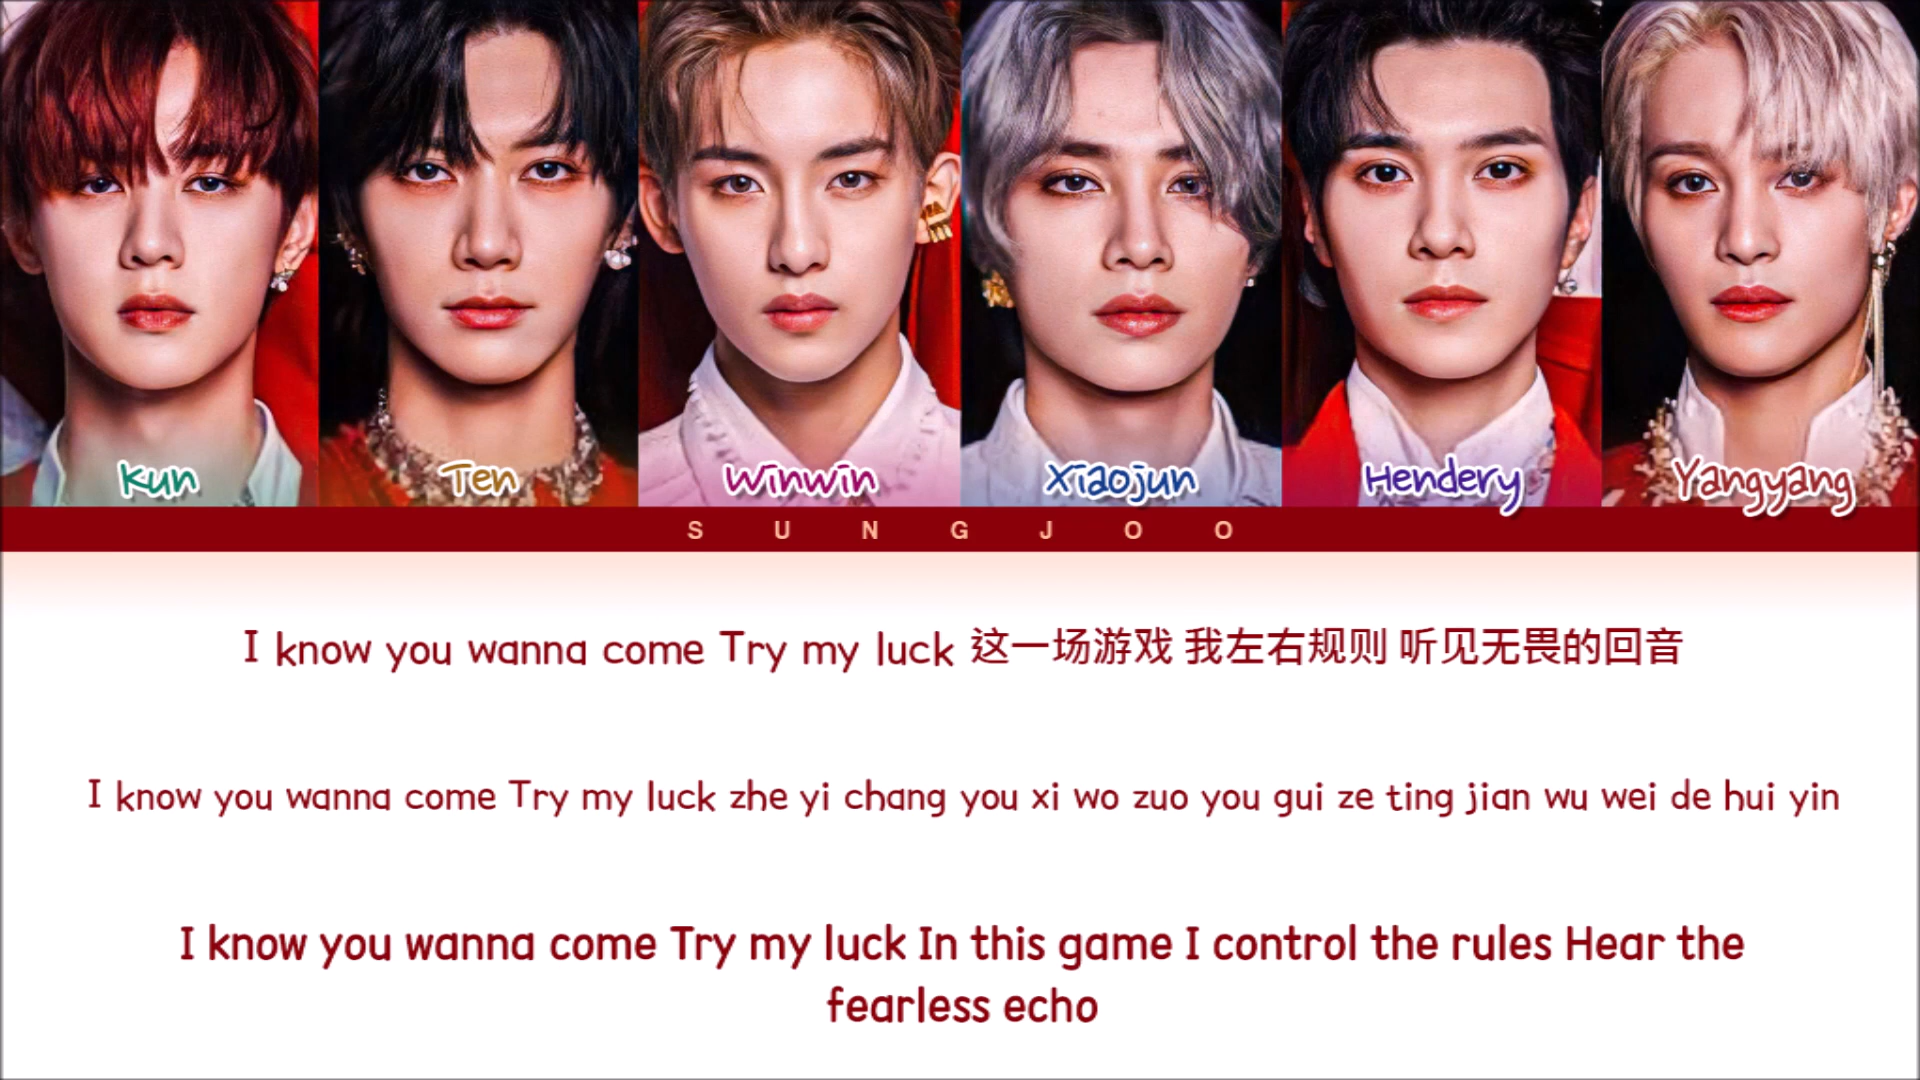 Kun Ten Winwin Xiaojun Hendery Yangyang
SUNGJOO
I know you wanna come Try my luck 这一场游戏 我左右规则 听见无畏的回音
I know you wanna come Try my luck zhe yi chang you xi wo zuo you gui ze ting jian wu wei de hui yin
I know you wanna come Try my luck In this game I control the rules Hear the
fearless echo